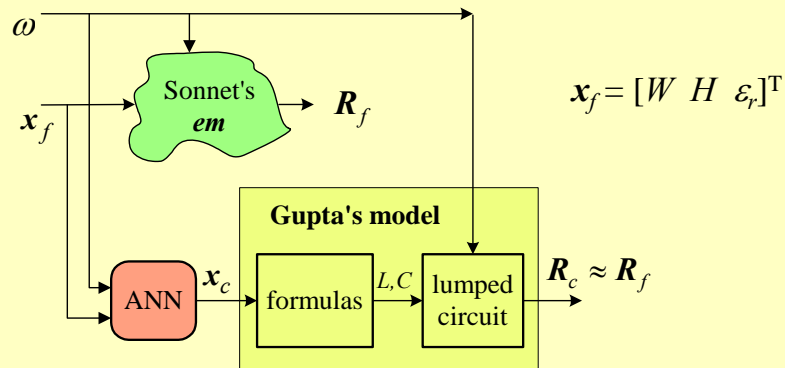 ω
Sonnet's
em
x_f
R_f
x_f = [W H ε_r]^T
Gupta's model
ANN
x_c
formulas
L,C
lumped
circuit
R_c ≈ R_f